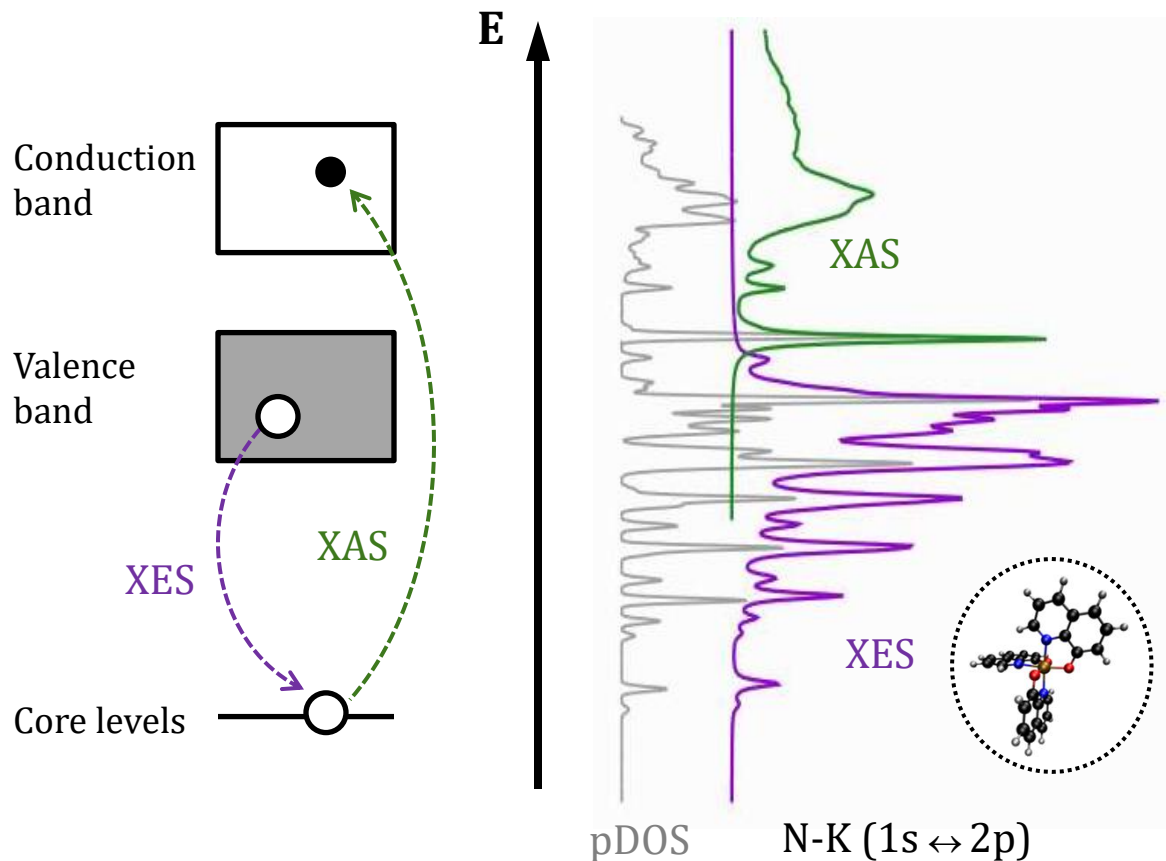 E
Conduction
band
Valence
band
XAS
XES
Core levels
XAS
XES
pDOS
N-K (1s ↔ 2p)